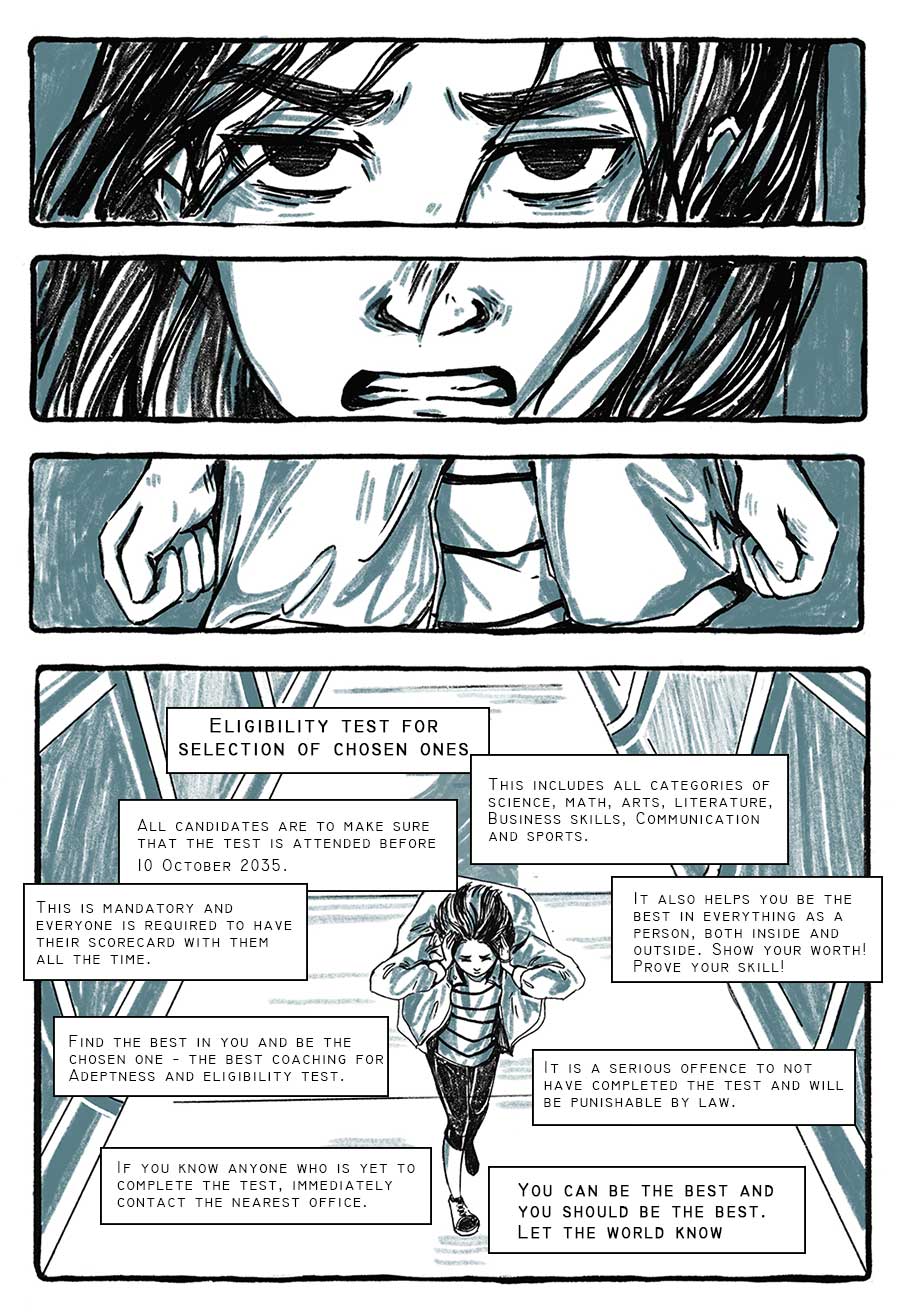 Eligibility test for
selection of chosen ones
This includes all categories of
science, math, arts, literature,
Business skills, Communication
and sports.
All candidates are to make sure
that the test is attended before
10 October 2035.
This is mandatory and
everyone is required to have
their scorecard with them
all the time.
It also helps you be the
best in everything as a
person, both inside and
outside. Show your worth!
Prove your skill!
Find the best in you and be the
chosen one - the best coaching for
Adeptness and eligibility test.
It is a serious offence to not
have completed the test and will
be punishable by law.
If you know anyone who is yet to
complete the test, immediately
contact the nearest office.
You can be the best and
you should be the best.
Let the world know